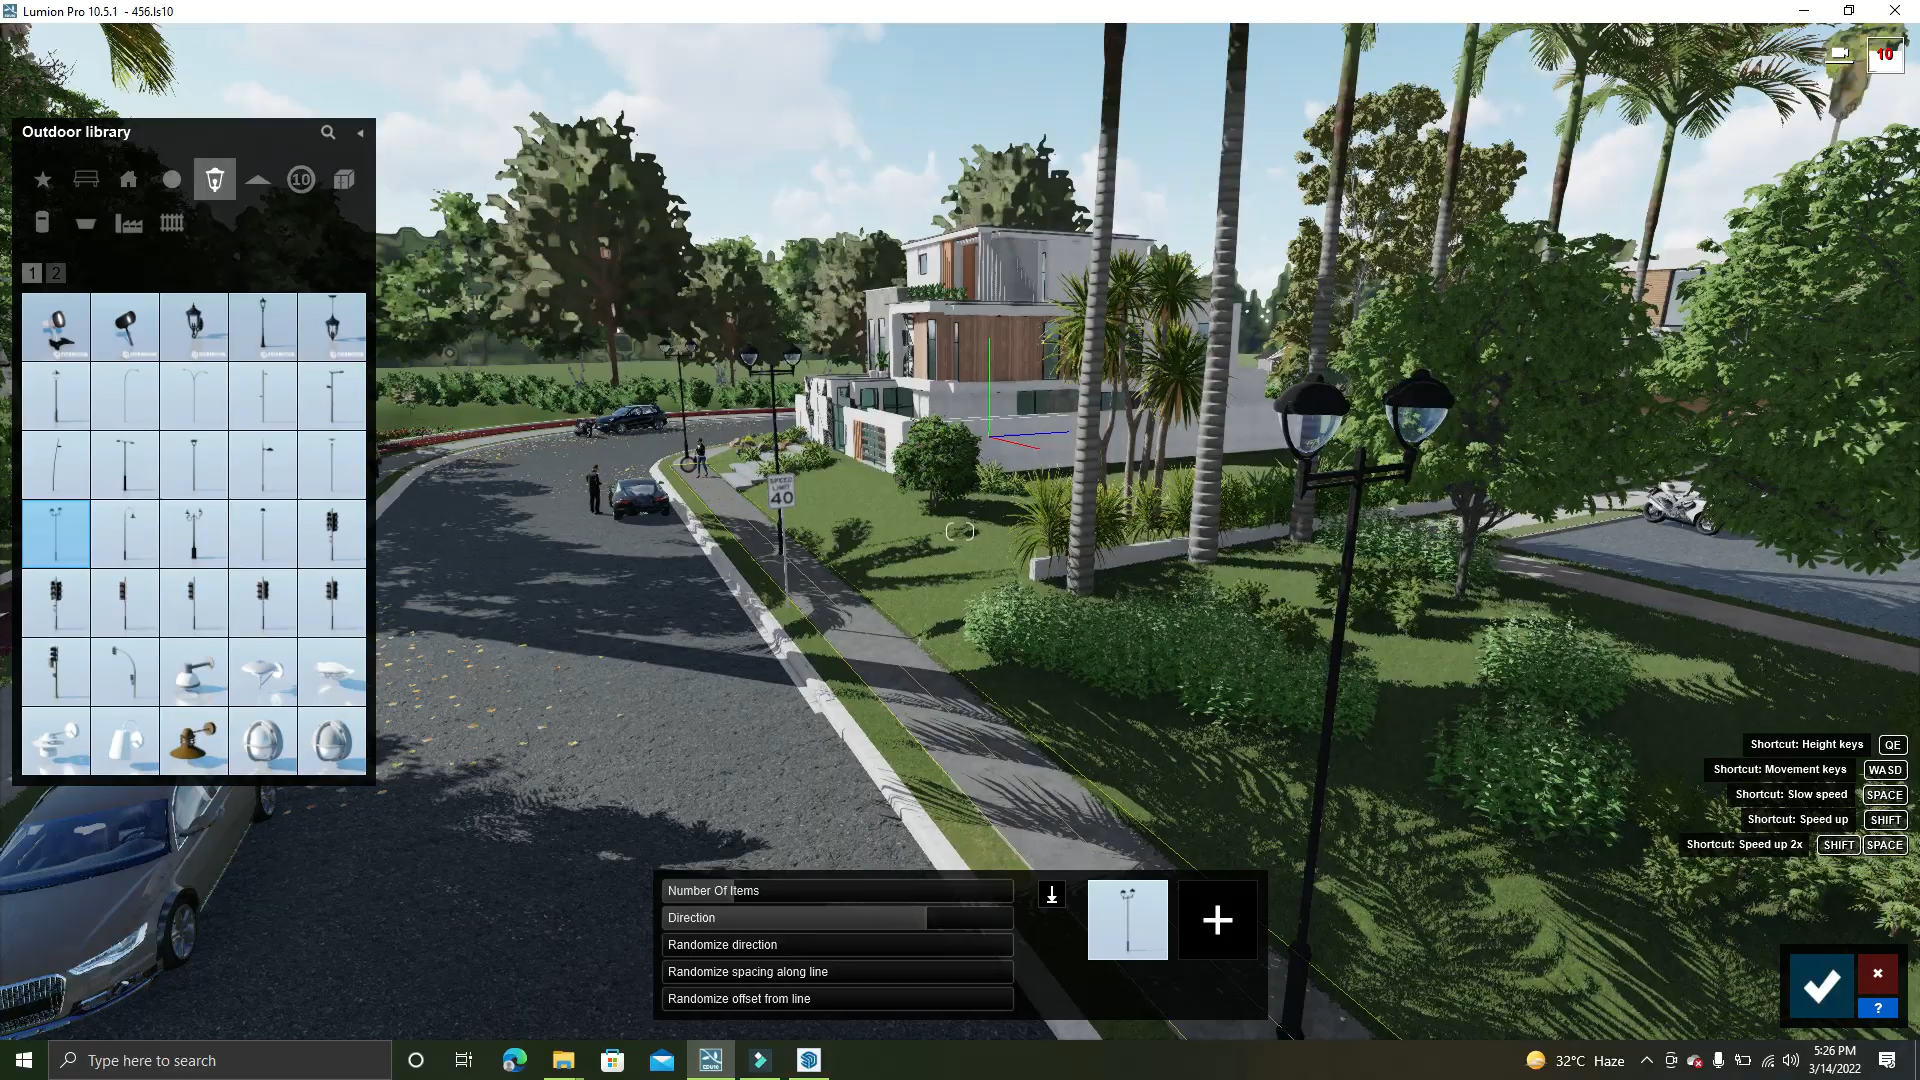 Lumion Pro 10.5.1 - 456.ls10
10
Outdoor library
10
1 2
SPEED
LIMIT
40
Shortcut: Height keys QE
Shortcut: Movement keys WASD
Shortcut: Slow speed SPACE
Shortcut: Speed up SHIFT
Shortcut: Speed up 2x SHIFT SPACE
Number Of Items
Direction
Randomize direction
Randomize spacing along line
Randomize offset from line
?
Type here to search
32°C Haze
5:26 PM
3/14/2022